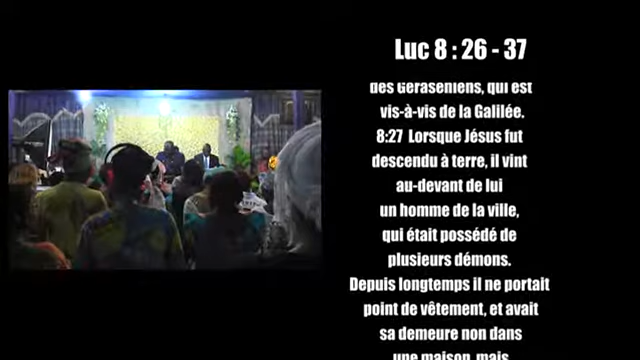 Luc 8 : 26 - 37
des Géraséniens, qui est
vis-à-vis de la Galilée.
8:27 Lorsque Jésus fut
descendu à terre, il vint
au-devant de lui
un homme de la ville,
qui était possédé de
plusieurs démons.
Depuis longtemps il ne portait
point de vêtement, et avait
sa demeure non dans
une maison, mais